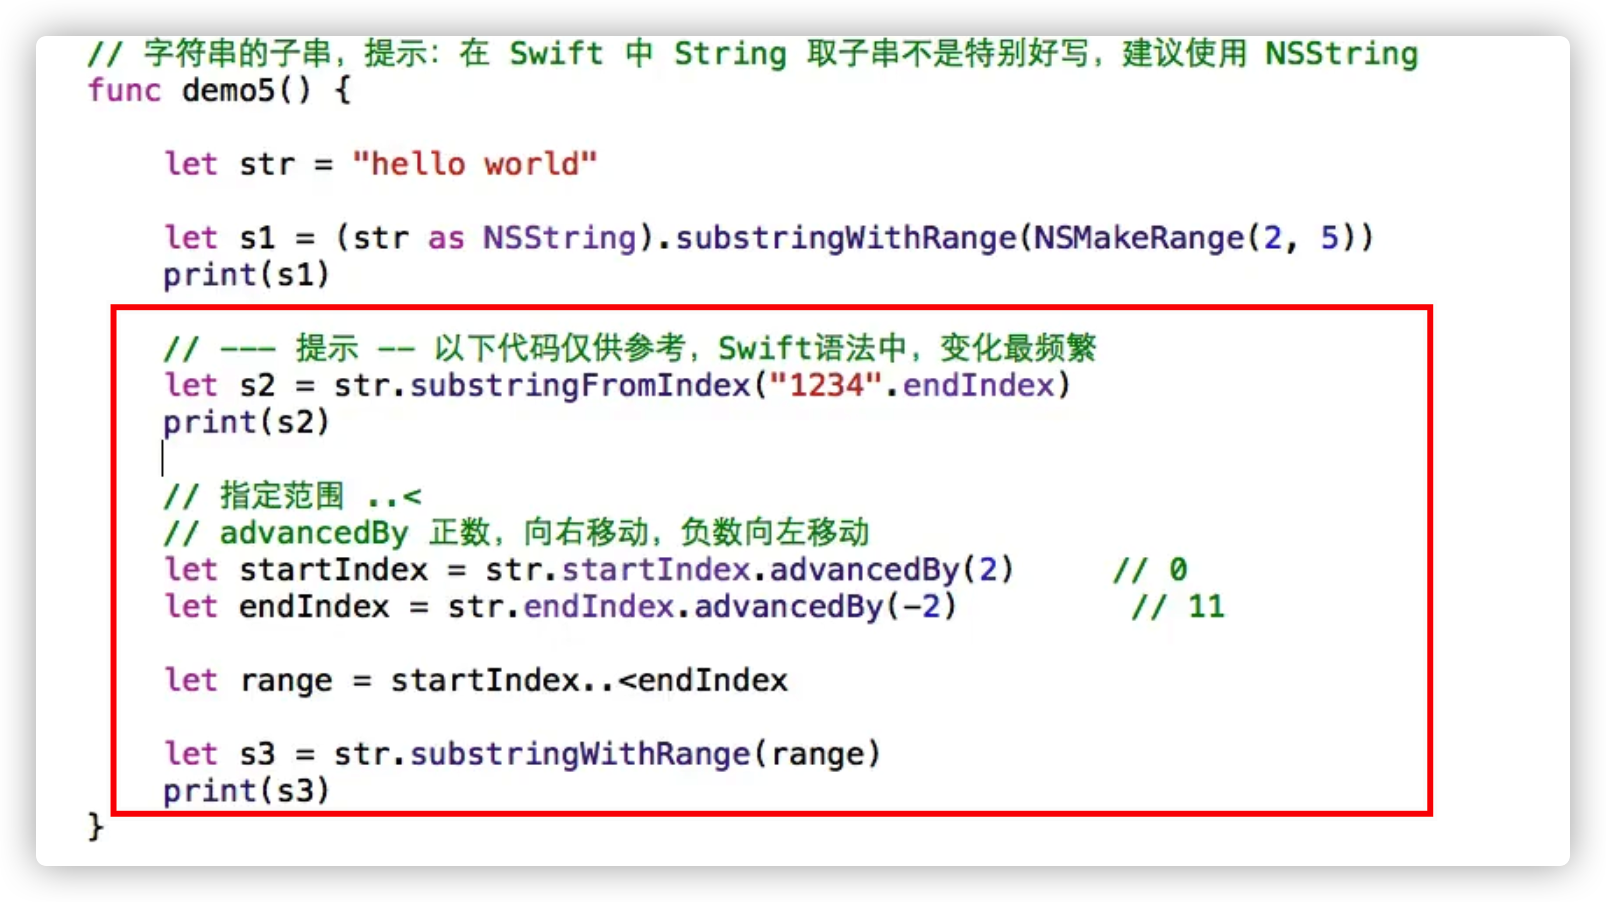 // 字符串的子串，提示：在 Swift 中 String 取子串不是特别好写，建议使用 NSString
func demo5() {
let str = "hello world"
let s1 = (str as NSString).substringWithRange(NSMakeRange(2, 5))
print(s1)
// --- 提示 -- 以下代码仅供参考，Swift语法中，变化最频繁
let s2 = str.substringFromIndex("1234".endIndex)
print(s2)
// 指定范围 ..<
// advancedBy 正数，向右移动，负数向左移动
let startIndex = str.startIndex.advancedBy(2) // 0
let endIndex = str.endIndex.advancedBy(-2) // 11
let range = startIndex..<endIndex
let s3 = str.substringWithRange(range)
print(s3)
}